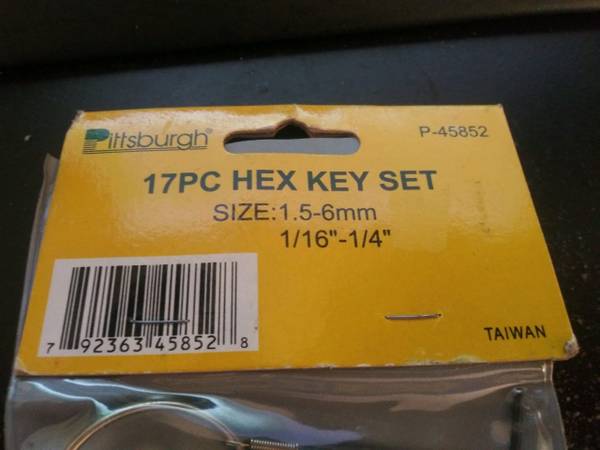 Pittsburgh®
P-45852
17PC HEX KEY SET
SIZE:1.5-6mm
1/16"-1/4"
7 92363 45852 8
TAIWAN